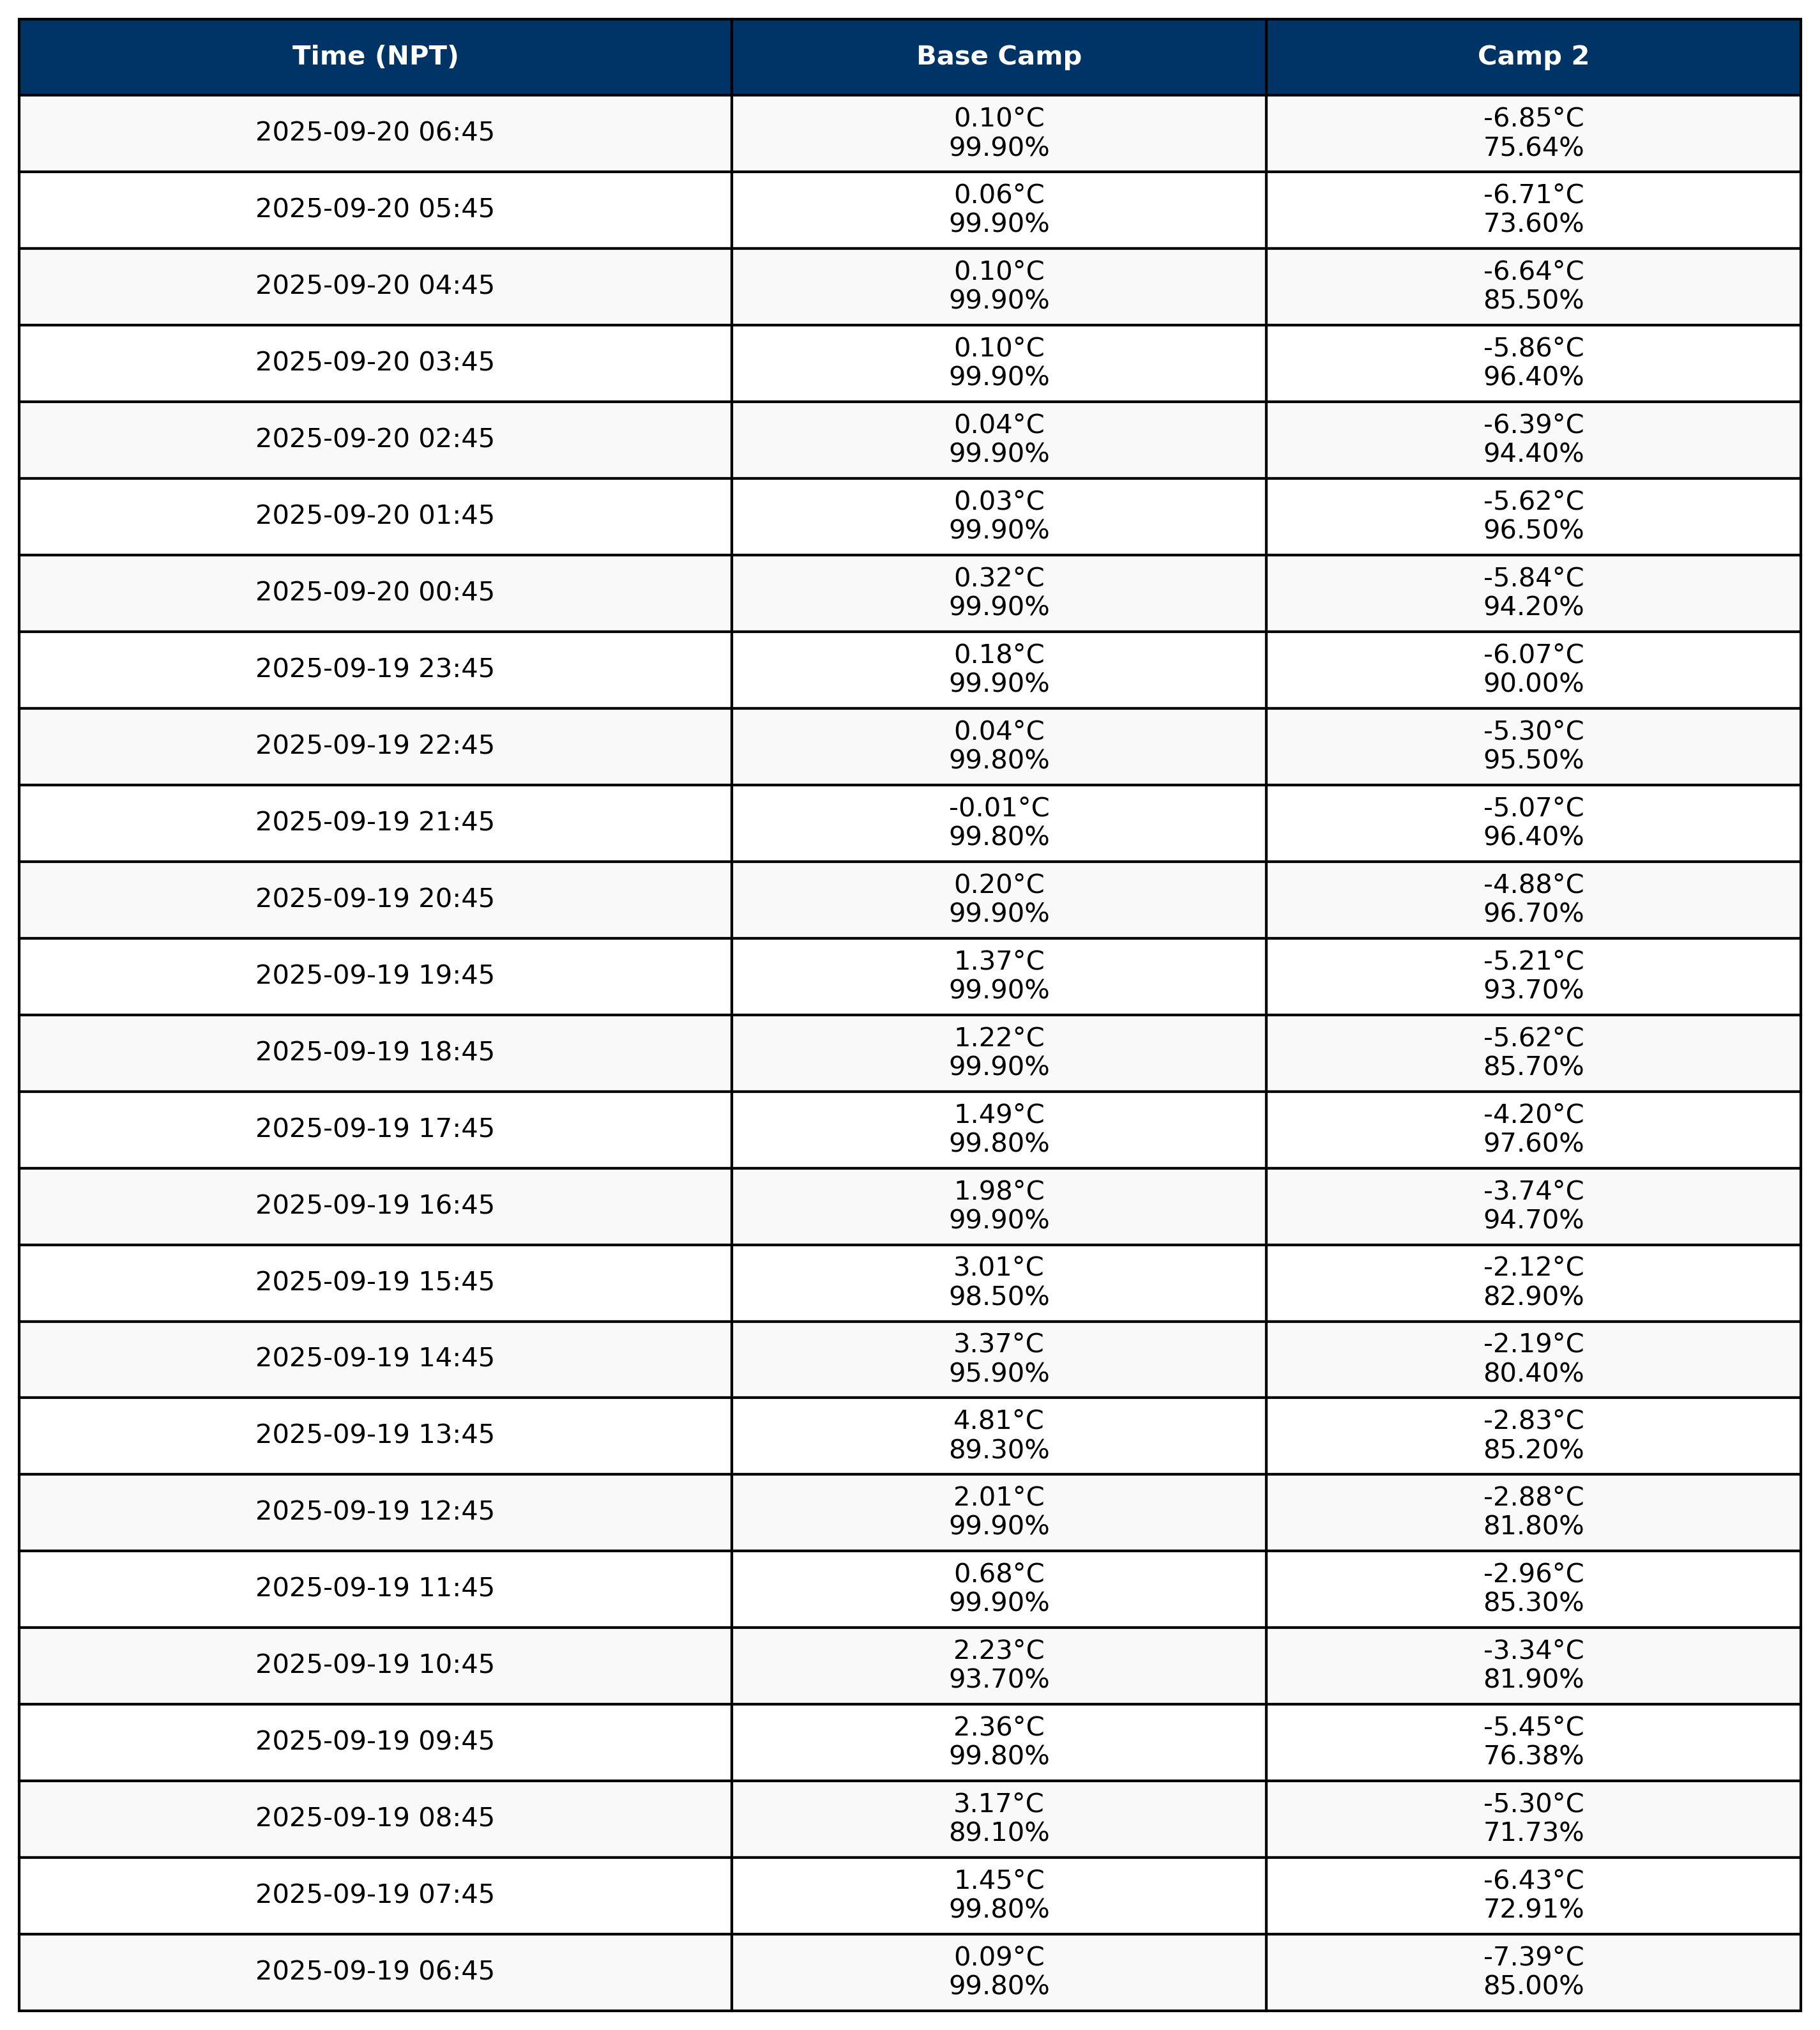 Time (NPT) Base Camp Camp 2
0.10°C -6.85°C
2025-09-20 06:45
99.90% 75.64%
0.06°C -6.71°C
2025-09-20 05:45
99.90% 73.60%
0.10°C -6.64°C
2025-09-20 04:45
99.90% 85.50%
0.10°C -5.86°C
2025-09-20 03:45
99.90% 96.40%
0.04°C -6.39°C
2025-09-20 02:45
99.90% 94.40%
0.03°C -5.62°C
2025-09-20 01:45
99.90% 96.50%
0.32°C -5.84°C
2025-09-20 00:45
99.90% 94.20%
0.18°C -6.07°C
2025-09-19 23:45
99.90% 90.00%
0.04°C -5.30°C
2025-09-19 22:45
99.80% 95.50%
-0.01°C -5.07°C
2025-09-19 21:45
99.80% 96.40%
0.20°C -4.88°C
2025-09-19 20:45
99.90% 96.70%
1.37°C -5.21°C
2025-09-19 19:45
99.90% 93.70%
1.22°C -5.62°C
2025-09-19 18:45
99.90% 85.70%
1.49°C -4.20°C
2025-09-19 17:45
99.80% 97.60%
1.98°C -3.74°C
2025-09-19 16:45
99.90% 94.70%
3.01°C -2.12°C
2025-09-19 15:45
98.50% 82.90%
3.37°C -2.19°C
2025-09-19 14:45
95.90% 80.40%
4.81°C -2.83°C
2025-09-19 13:45
89.30% 85.20%
2.01°C -2.88°C
2025-09-19 12:45
99.90% 81.80%
0.68°C -2.96°C
2025-09-19 11:45
99.90% 85.30%
2.23°C -3.34°C
2025-09-19 10:45
93.70% 81.90%
2.36°C -5.45°C
2025-09-19 09:45
99.80% 76.38%
3.17°C -5.30°C
2025-09-19 08:45
89.10% 71.73%
1.45°C -6.43°C
2025-09-19 07:45
99.80% 72.91%
0.09°C -7.39°C
2025-09-19 06:45
99.80% 85.00%